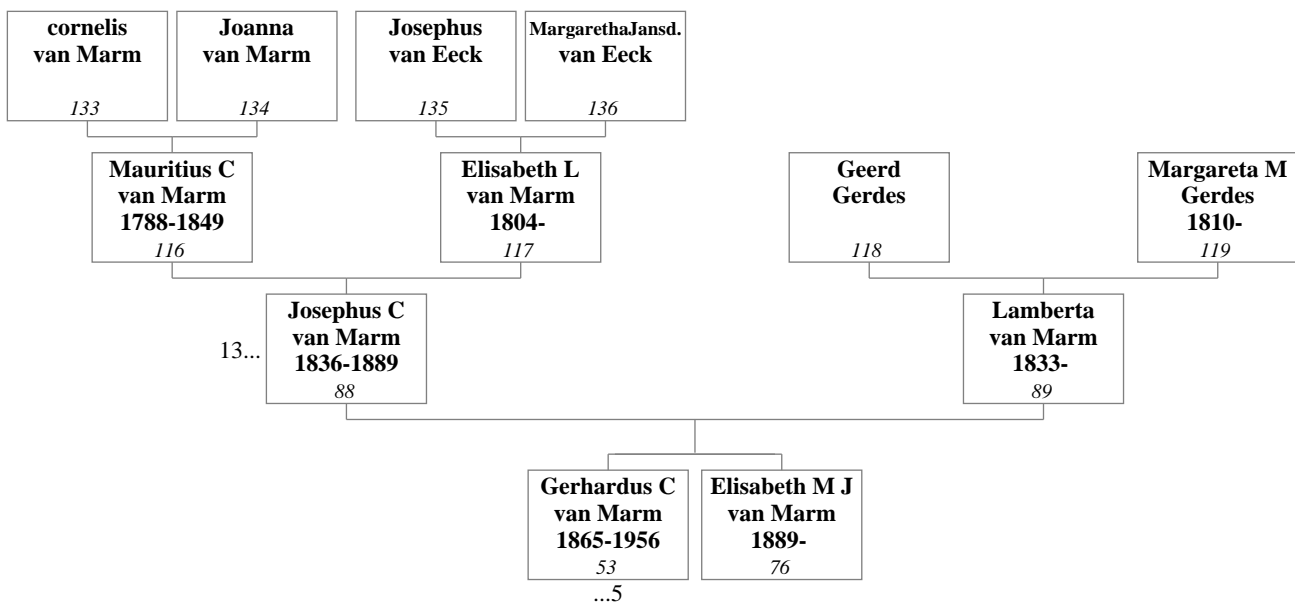 cornelis
van Marm
133
Joanna
van Marm
134
Josephus
van Eeck
135
MargarethaJansd.
van Eeck
136
Mauritius C
van Marm
1788-1849
116
Elisabeth L
van Marm
1804-
117
Geerd
Gerdes
118
Margareta M
Gerdes
1810-
119
13...
Josephus C
van Marm
1836-1889
88
Lamberta
van Marm
1833-
89
Gerhardus C
van Marm
1865-1956
53
...5
Elisabeth M J
van Marm
1889-
76